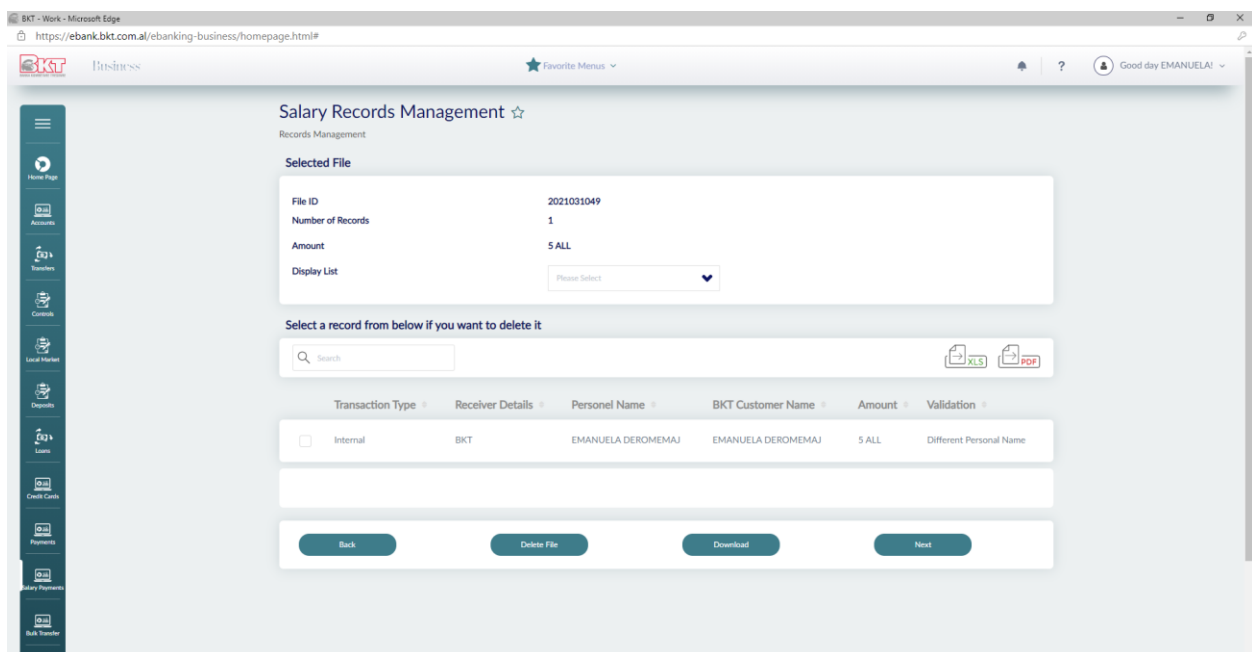 BKT - Work - Microsoft Edge
https://ebank.bkt.com.al/ebanking-business/homepage.html#
BKT Business
Favorite Menus
? Good day EMANUELA!
Home Page
Accounts
Transfers
Controls
Local Market
Deposits
Loans
Credit Cards
Payments
Salary Payments
Bulk Transfer
Salary Records Management
Records Management
Selected File
File ID 2021031049
Number of Records 1
Amount 5 ALL
Display List Please Select
Select a record from below if you want to delete it
Search XLS PDF
Transaction Type Receiver Details Personel Name BKT Customer Name Amount Validation
Internal BKT EMANUELA DEROMEMAJ EMANUELA DEROMEMAJ 5 ALL Different Personal Name
Back Delete File Download Next